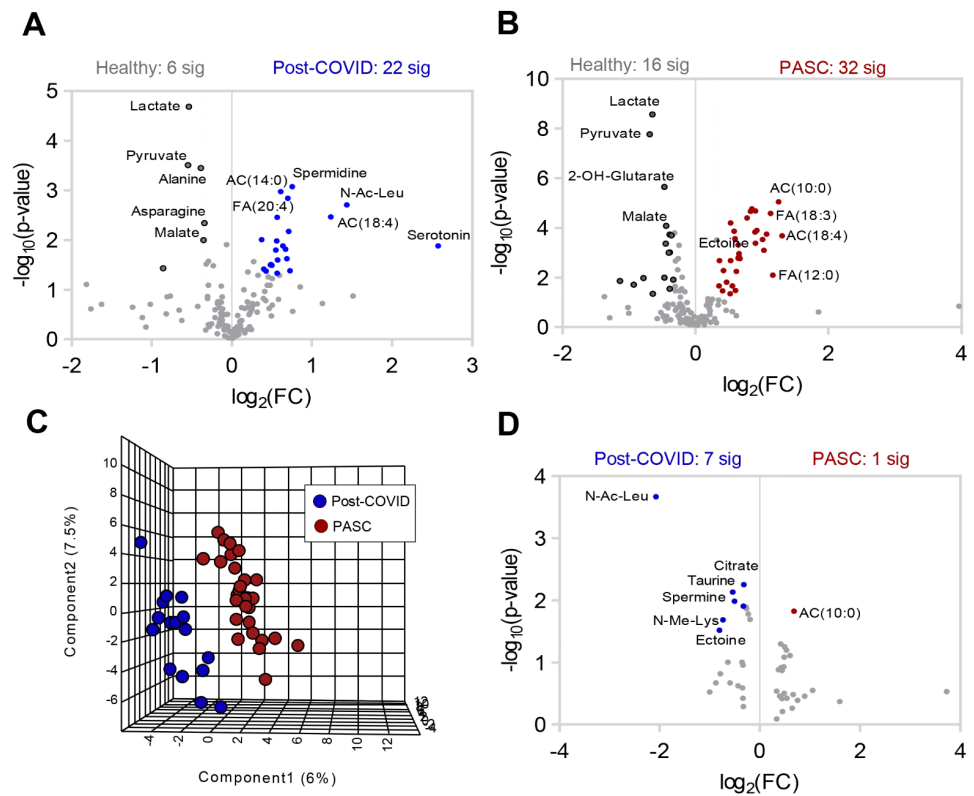 A
Healthy: 6 sig
Post-COVID: 22 sig
5
4
3
2
1
0
-log10(p-value)
Lactate
Pyruvate
Alanine
Asparagine
Malate
AC(14:0)
Spermidine
FA(20:4)
N-Ac-Leu
AC(18:4)
Serotonin
-2
-1
0
1
2
3
log2(FC)
B
Healthy: 16 sig
PASC: 32 sig
10
8
6
4
2
0
-log10(p-value)
Lactate
Pyruvate
2-OH-Glutarate
Malate
Ectoine
AC(10:0)
FA(18:3)
AC(18:4)
FA(12:0)
-2
0
2
4
log2(FC)
C
Post-COVID
PASC
10
8
6
4
2
0
-2
-4
-6
Component2 (7.5%)
-4
-2
0
2
4
6
8
10
12
Component1 (6%)
D
Post-COVID: 7 sig
PASC: 1 sig
4
3
2
1
0
-log10(p-value)
N-Ac-Leu
Citrate
Taurine
Spermine
N-Me-Lys
Ectoine
AC(10:0)
-4
-2
0
2
4
log2(FC)